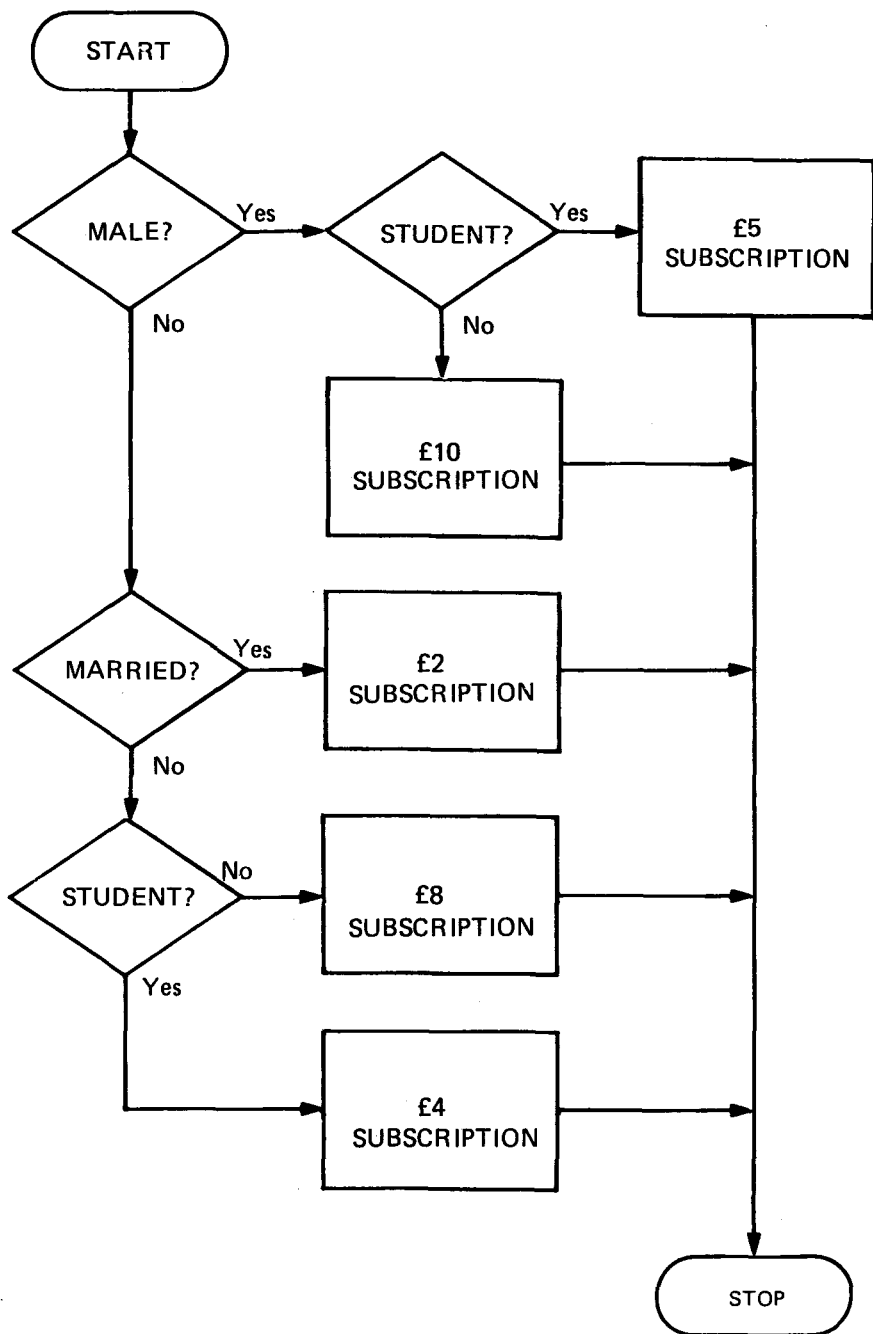 START
MALE?
Yes
STUDENT?
Yes
£5
SUBSCRIPTION
No
No
£10
SUBSCRIPTION
MARRIED?
Yes
£2
SUBSCRIPTION
No
STUDENT?
No
£8
SUBSCRIPTION
Yes
£4
SUBSCRIPTION
STOP